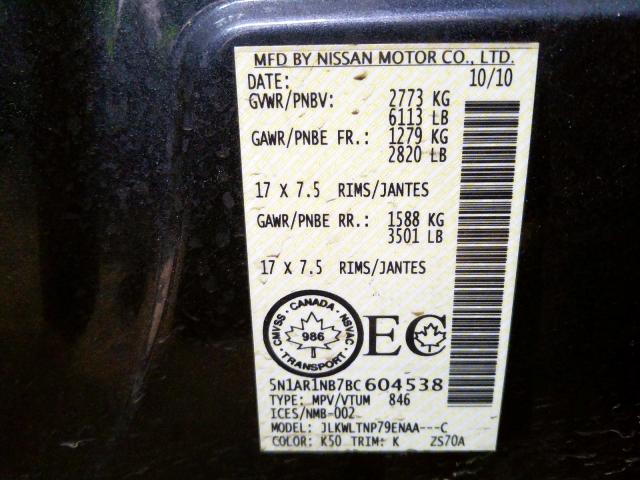 MFD BY NISSAN MOTOR CO., LTD.
DATE: 10/10
GVWR/PNBV: 2773 KG
6113 LB
GAWR/PNBE FR.: 1279 KG
2820 LB
17 X 7.5 RIMS/JANTES
GAWR/PNBE RR.: 1588 KG
3501 LB
17 X 7.5 RIMS/JANTES
CANADA
CMVSS - NSVAC
986
TRANSPORT
EC
5N1AR1NB7BC604538
TYPE: MPV/VTUM 846
ICES/NMB-002
MODEL: JLKWLTNP79ENAA---C
COLOR: K50 TRIM: K ZS70A